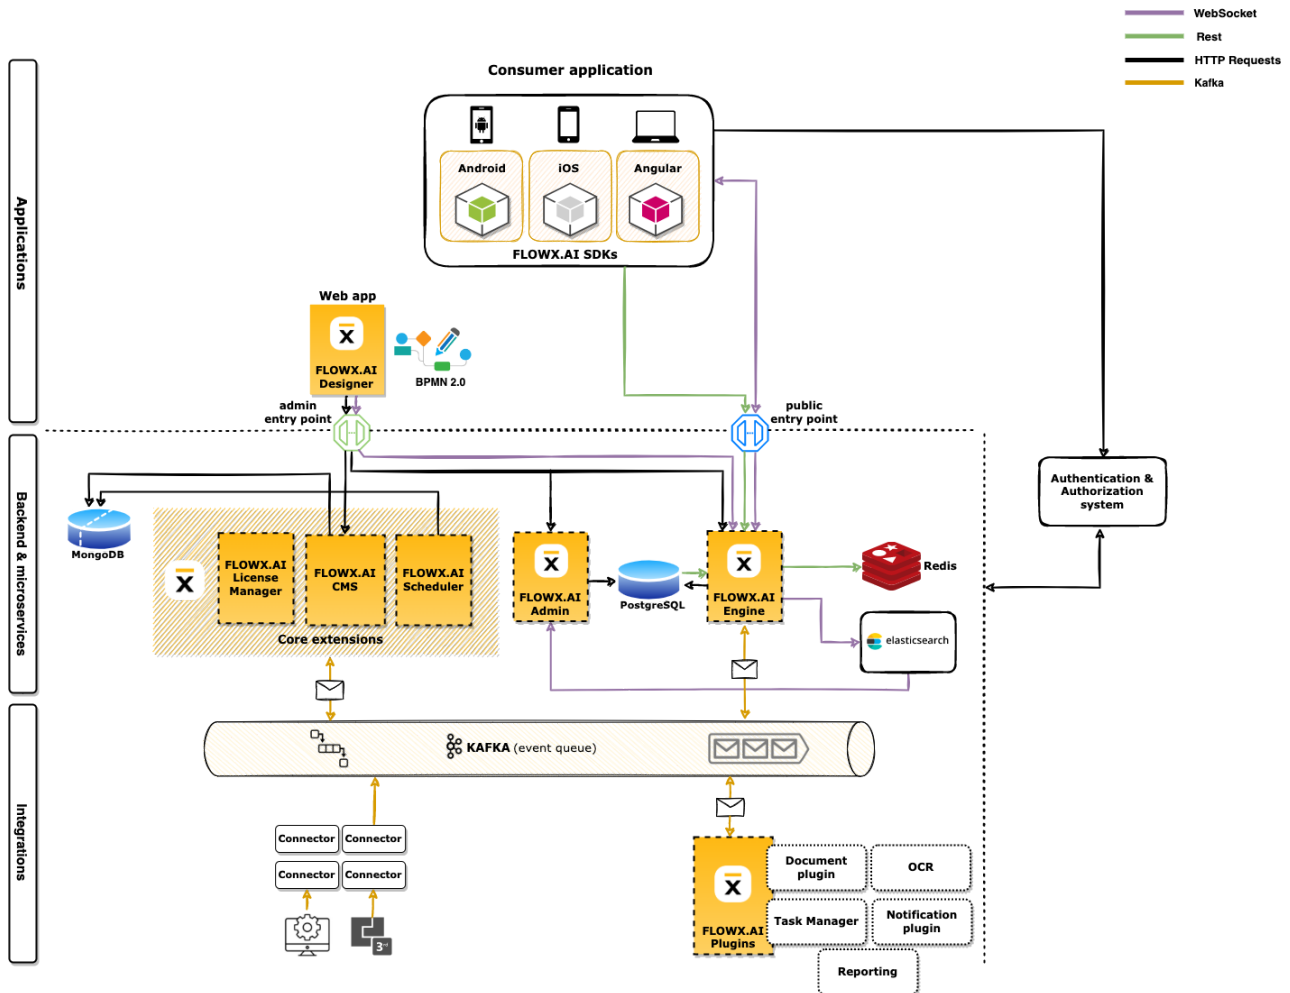 WebSocket
Rest
HTTP Requests
Kafka
Applications
Consumer application
Android
iOS
Angular
FLOWX.AI SDKs
Web app
FLOWX.AI
Designer
BPMN 2.0
admin
entry point
public
entry point
Authentication &
Authorization
system
Backend & microservices
MongoDB
FLOWX.AI
License
Manager
FLOWX.AI
CMS
FLOWX.AI
Scheduler
Core extensions
FLOWX.AI
Admin
PostgreSQL
FLOWX.AI
Engine
Redis
elasticsearch
Integrations
KAFKA (event queue)
Connector
Connector
Connector
Connector
3rd
FLOWX.AI
Plugins
Document
plugin
OCR
Task Manager
Notification
plugin
Reporting